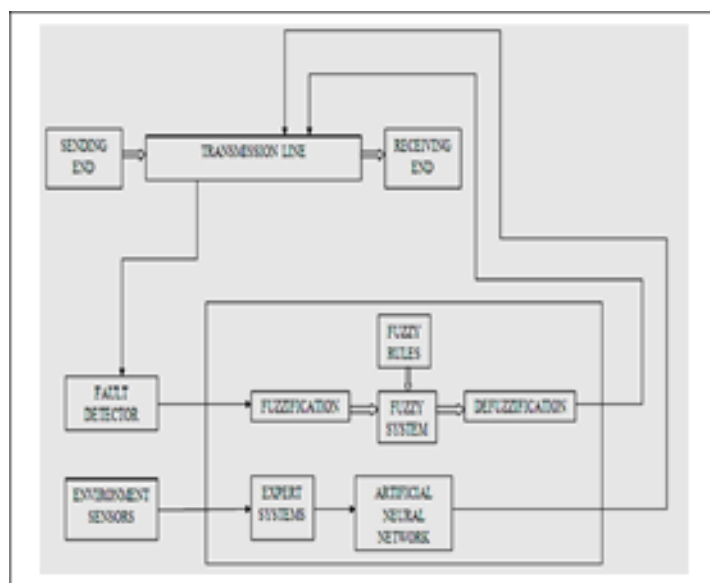 SENDING
END
TRANSMISSION LINE
RECEIVING
END
FUZZY
RULES
FAULT
DETECTOR
FUZZIFICATION
FUZZY
SYSTEM
DEFUZZIFICATION
ENVIRONMENT
SENSORS
EXPERT
SYSTEMS
ARTIFICIAL
NEURAL
NETWORK